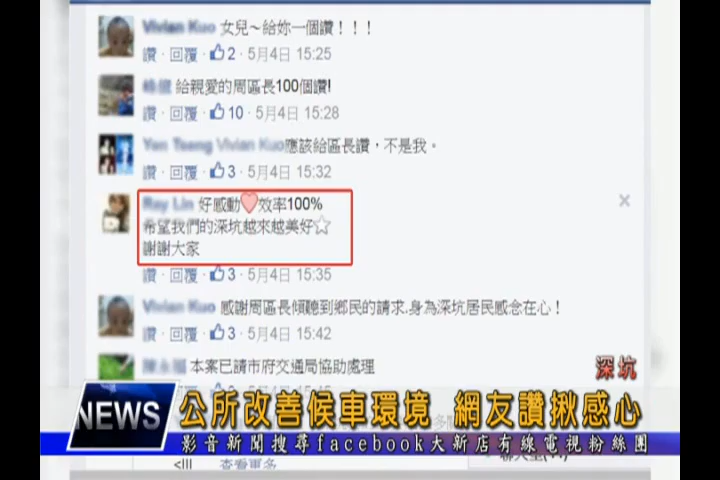 Vivian Kuo 女兒~給妳一個讚！！！
讚 · 回覆 · 2 · 5月4日 15:25
給親愛的周區長100個讚!
讚 · 回覆 · 10 · 5月4日 15:28
Yen Tseng Vivian Kuo應該給區長讚，不是我。
讚 · 回覆 · 3 · 5月4日 15:32
Ray Lin 好感動♥效率100%
希望我們的深坑越來越美好☆
謝謝大家
讚 · 回覆 · 3 · 5月4日 15:35
Vivian Kuo 感謝周區長傾聽到鄉民的請求.身為深坑居民感念在心！
讚 · 回覆 · 3 · 5月4日 15:42
本案已請市府交通局協助處理
深坑
NEWS 公所改善候車環境 網友讚揪感心
影音新聞搜尋facebook大新店有線電視粉絲團
查看更多